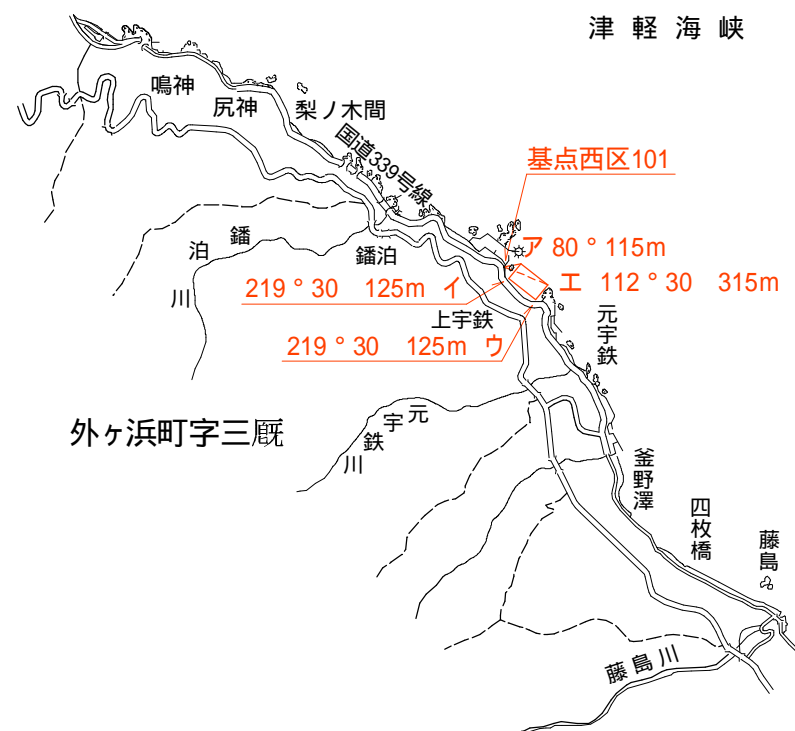 津軽海峡
鳴神
尻神
梨ノ木間
国道339号線
基点西区101
ア 80°115m
エ 112°30 315m
219°30 125m イ
219°30 125m ウ
鐇泊
鐇泊川
上宇鉄
元宇鉄
外ヶ浜町字三厩
元宇鉄川
釜野澤
四枚橋
藤島
藤島川